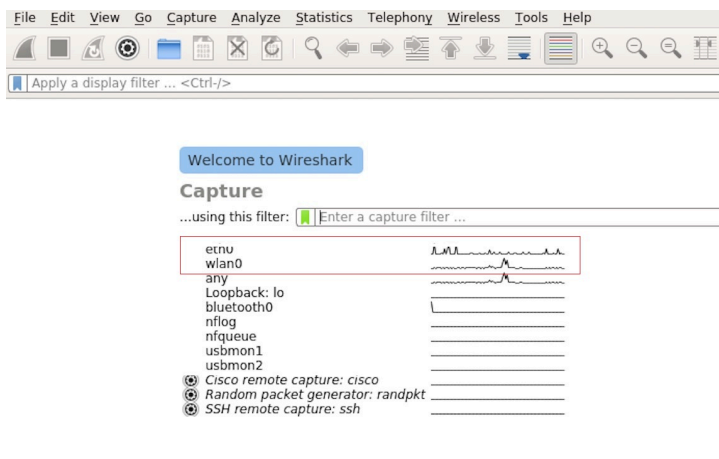 File Edit View Go Capture Analyze Statistics Telephony Wireless Tools Help
Apply a display filter ... <Ctrl-/>
Welcome to Wireshark
Capture
...using this filter: Enter a capture filter ...
eth0
wlan0
any
Loopback: lo
bluetooth0
nflog
nfqueue
usbmon1
usbmon2
Cisco remote capture: cisco
Random packet generator: randpkt
SSH remote capture: ssh